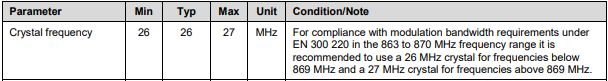 Parameter Min Typ Max Unit Condition/Note
Crystal frequency 26 26 27 MHz For compliance with modulation bandwidth requirements under
EN 300 220 in the 863 to 870 MHz frequency range it is
recommended to use a 26 MHz crystal for frequencies below
869 MHz and a 27 MHz crystal for frequencies above 869 MHz.